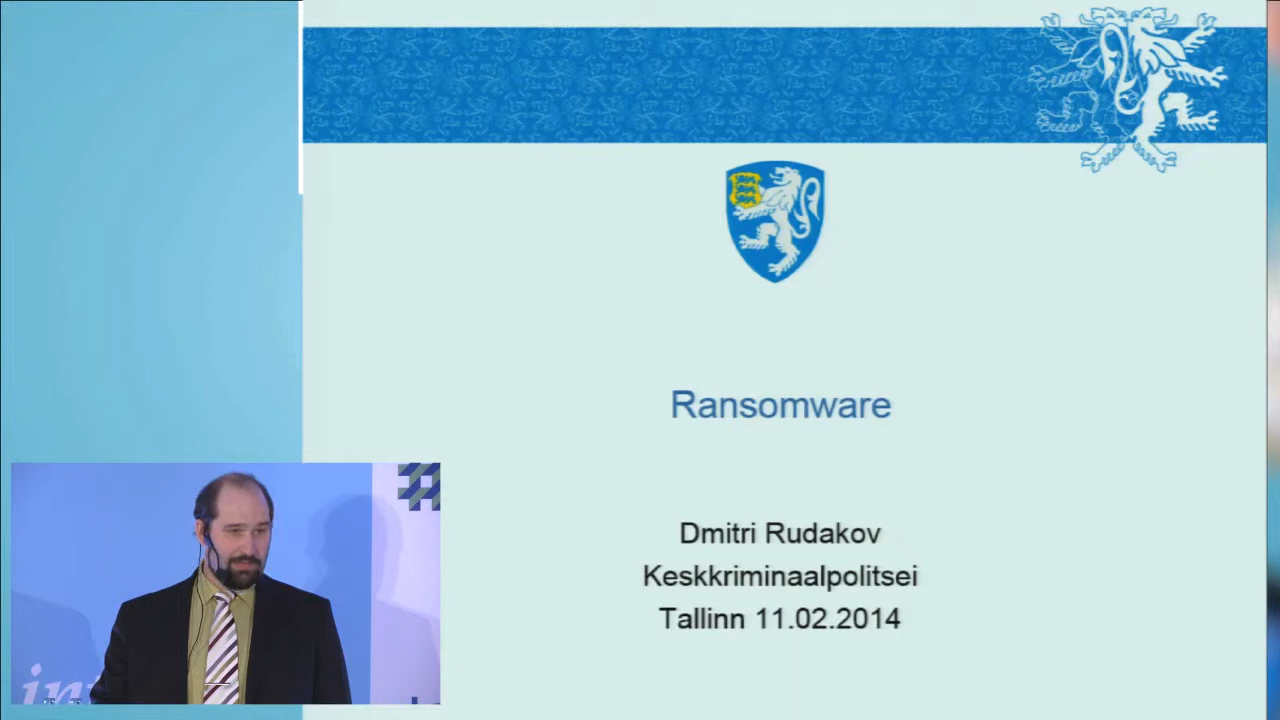 Ransomware
Dmitri Rudakov
Keskkriminaalpolitsei
Tallinn 11.02.2014